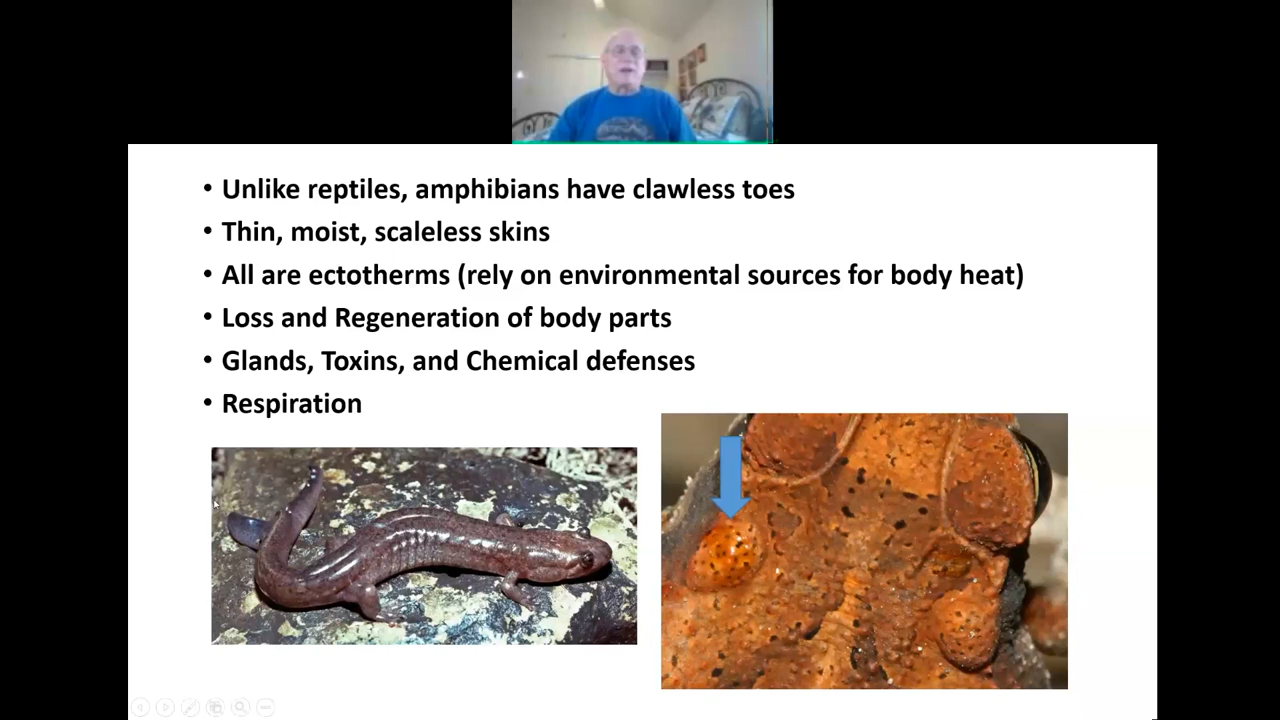 • Unlike reptiles, amphibians have clawless toes
• Thin, moist, scaleless skins
• All are ectotherms (rely on environmental sources for body heat)
• Loss and Regeneration of body parts
• Glands, Toxins, and Chemical defenses
• Respiration